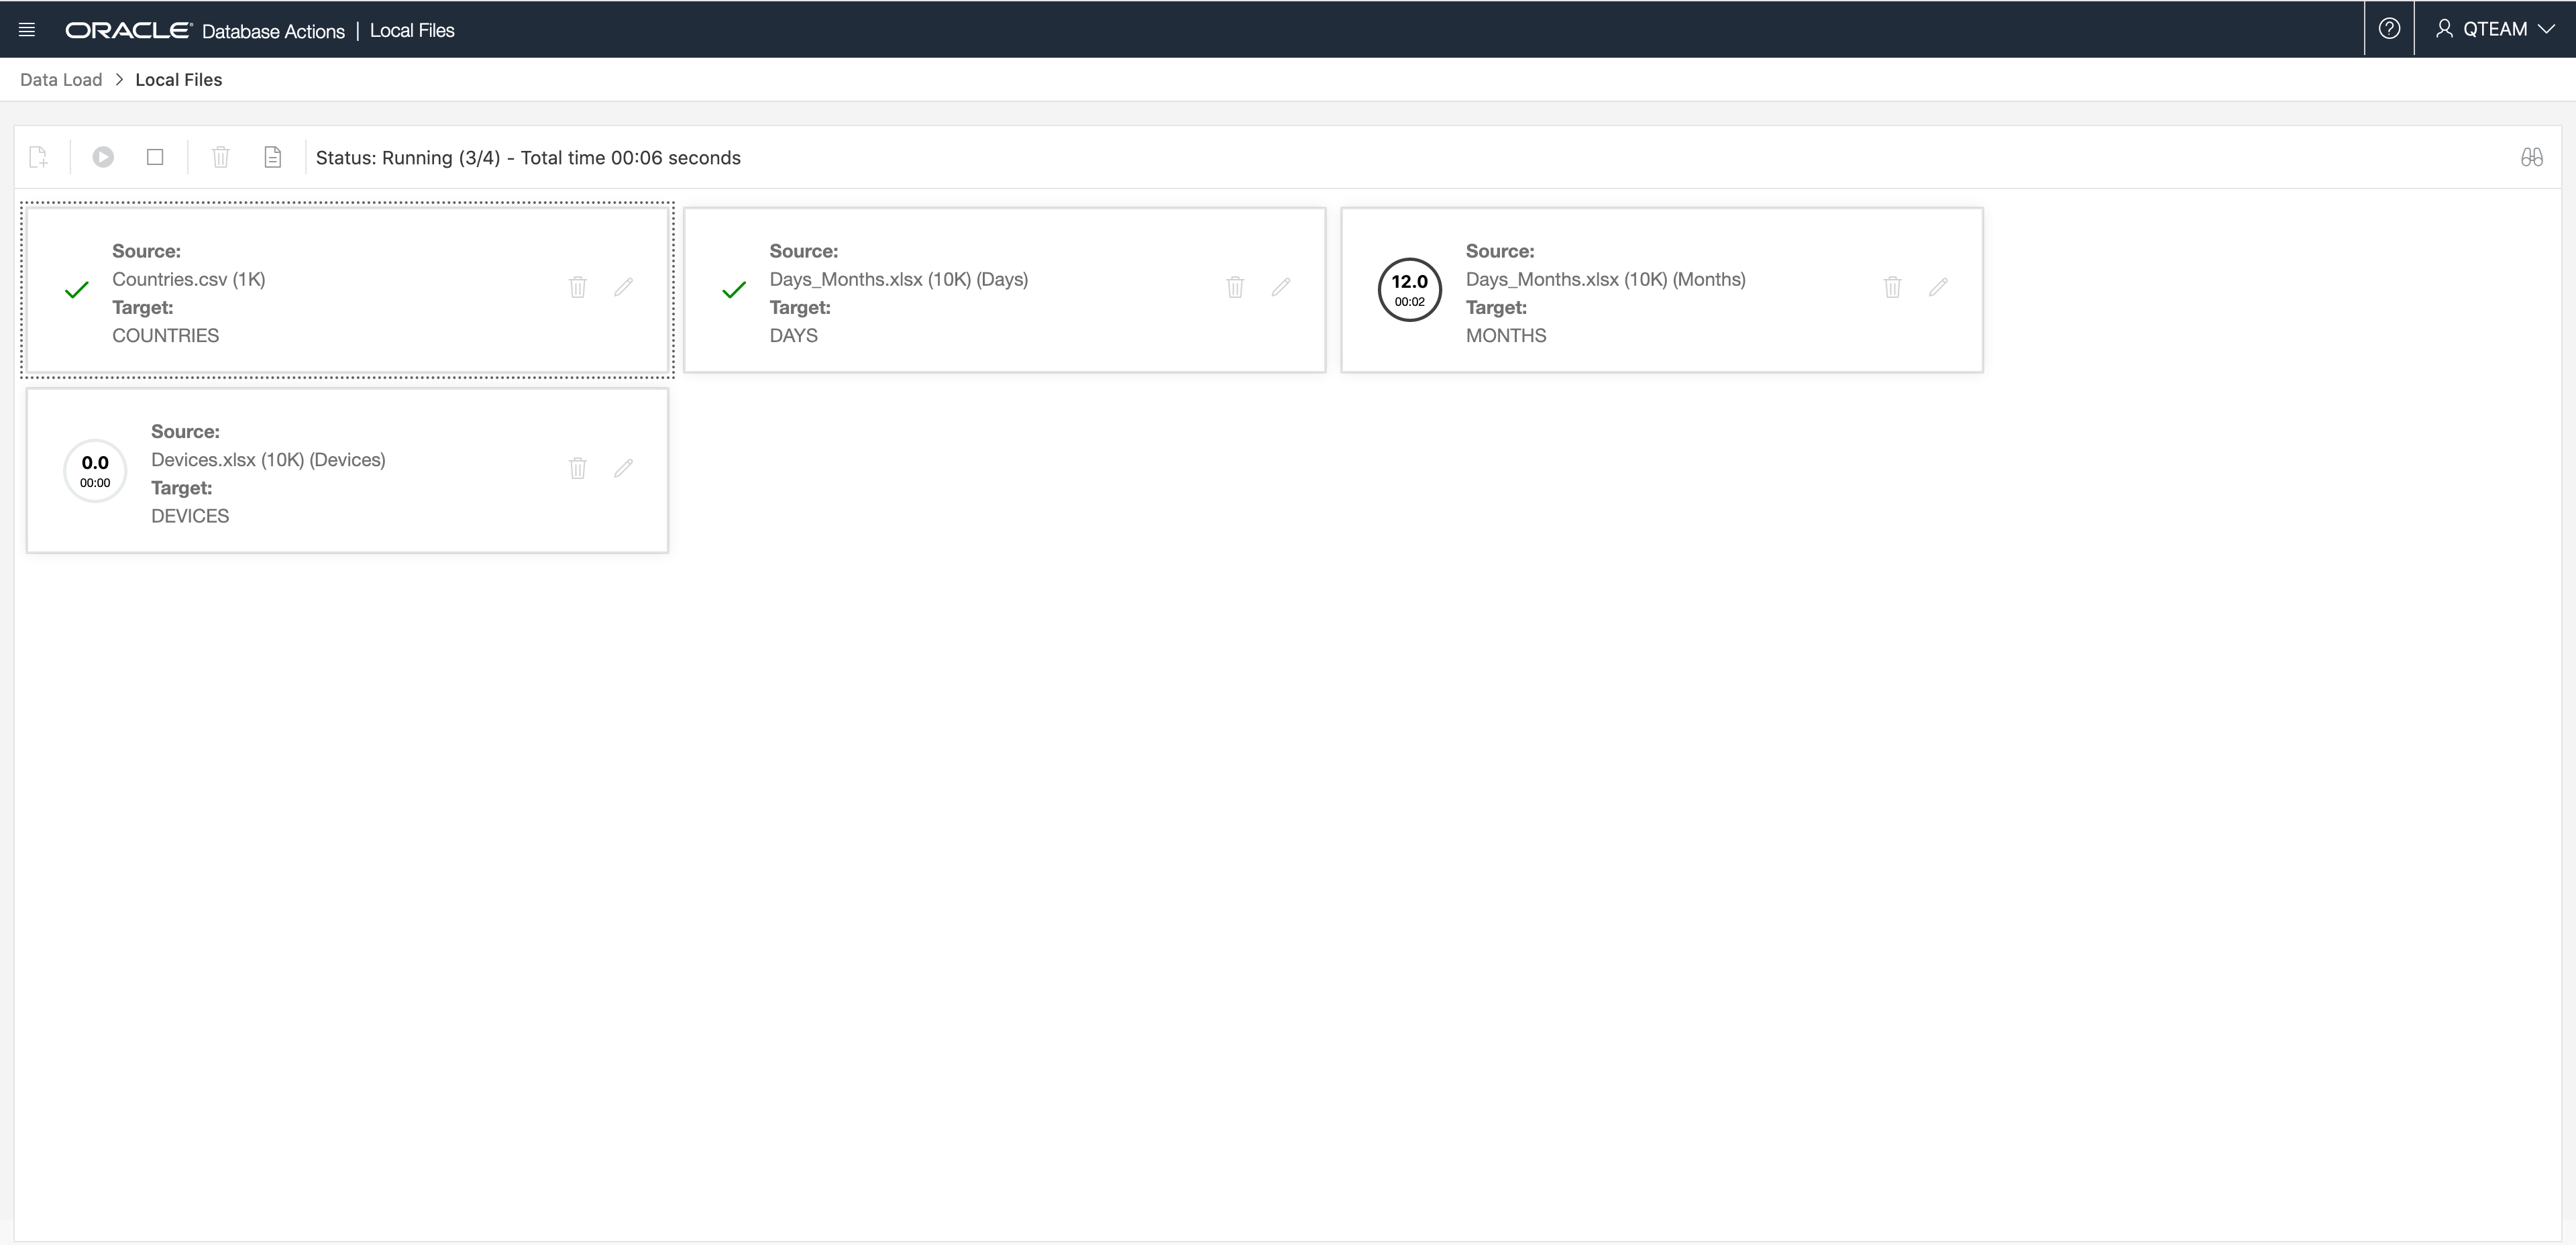 ORACLE Database Actions | Local Files
QTEAM
Data Load > Local Files
Status: Running (3/4) - Total time 00:06 seconds
Source:
Countries.csv (1K)
Target:
COUNTRIES
Source:
Days_Months.xlsx (10K) (Days)
Target:
DAYS
12.0
00:02
Source:
Days_Months.xlsx (10K) (Months)
Target:
MONTHS
0.0
00:00
Source:
Devices.xlsx (10K) (Devices)
Target:
DEVICES